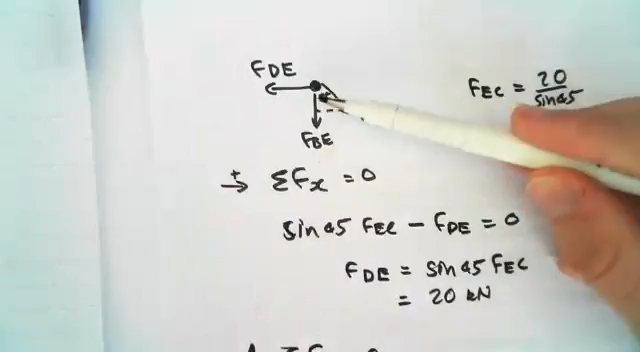 FDE
FEC = 20/sin45
FBE
+→ ΣFx = 0
sin45 FEC - FDE = 0
FDE = sin45 FEC
= 20 kN